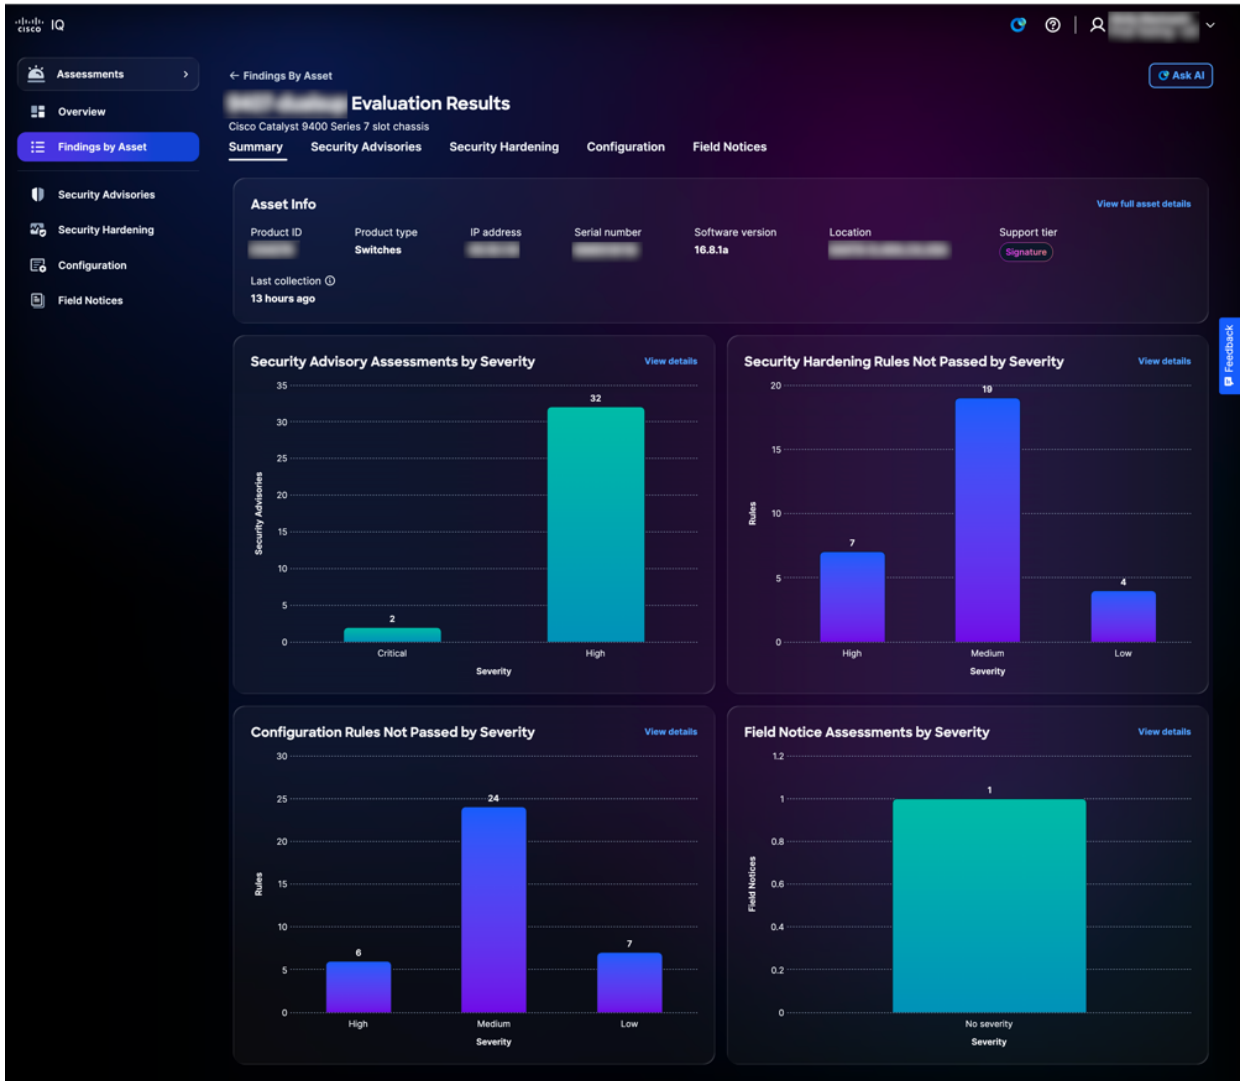 cisco IQ
Assessments
Overview
Findings by Asset
Security Advisories
Security Hardening
Configuration
Field Notices
← Findings By Asset
Ask AI
Evaluation Results
Cisco Catalyst 9400 Series 7 slot chassis
Summary Security Advisories Security Hardening Configuration Field Notices
Asset Info
View full asset details
Product ID Product type IP address Serial number Software version Location Support tier
Switches 16.8.1a Signature
Last collection
13 hours ago
Feedback
Security Advisory Assessments by Severity
View details
35
30
25
20
15
10
5
0
Security Advisories
2
32
Critical High
Severity
Security Hardening Rules Not Passed by Severity
View details
20
15
10
5
0
Rules
7
19
4
High Medium Low
Severity
Configuration Rules Not Passed by Severity
View details
30
25
20
15
10
5
0
Rules
6
24
7
High Medium Low
Severity
Field Notice Assessments by Severity
View details
1.2
1
0.8
0.6
0.4
0.2
0
Field Notices
1
No severity
Severity